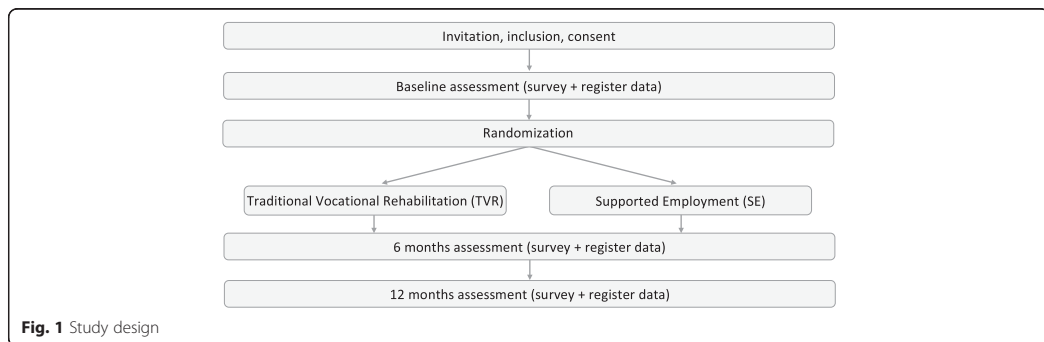 Invitation, inclusion, consent
Baseline assessment (survey + register data)
Randomization
Traditional Vocational Rehabilitation (TVR)
Supported Employment (SE)
6 months assessment (survey + register data)
12 months assessment (survey + register data)
Fig. 1 Study design